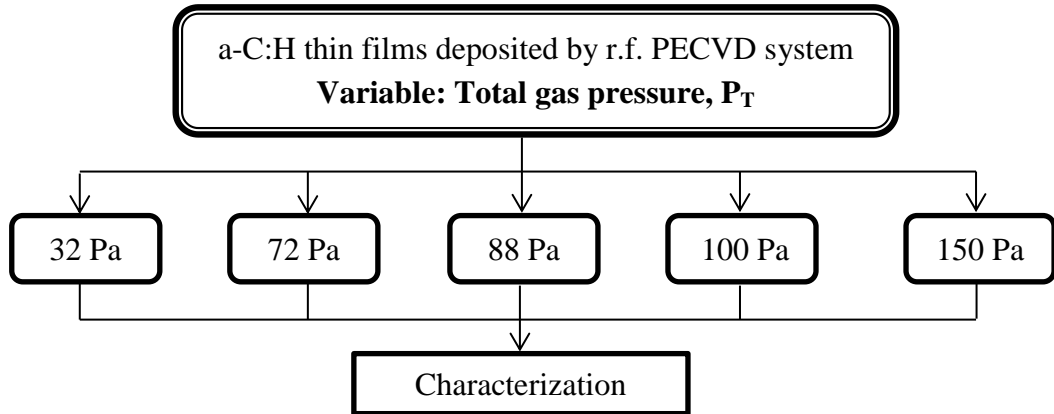 a-C:H thin films deposited by r.f. PECVD system
Variable: Total gas pressure, P_T
32 Pa
72 Pa
88 Pa
100 Pa
150 Pa
Characterization